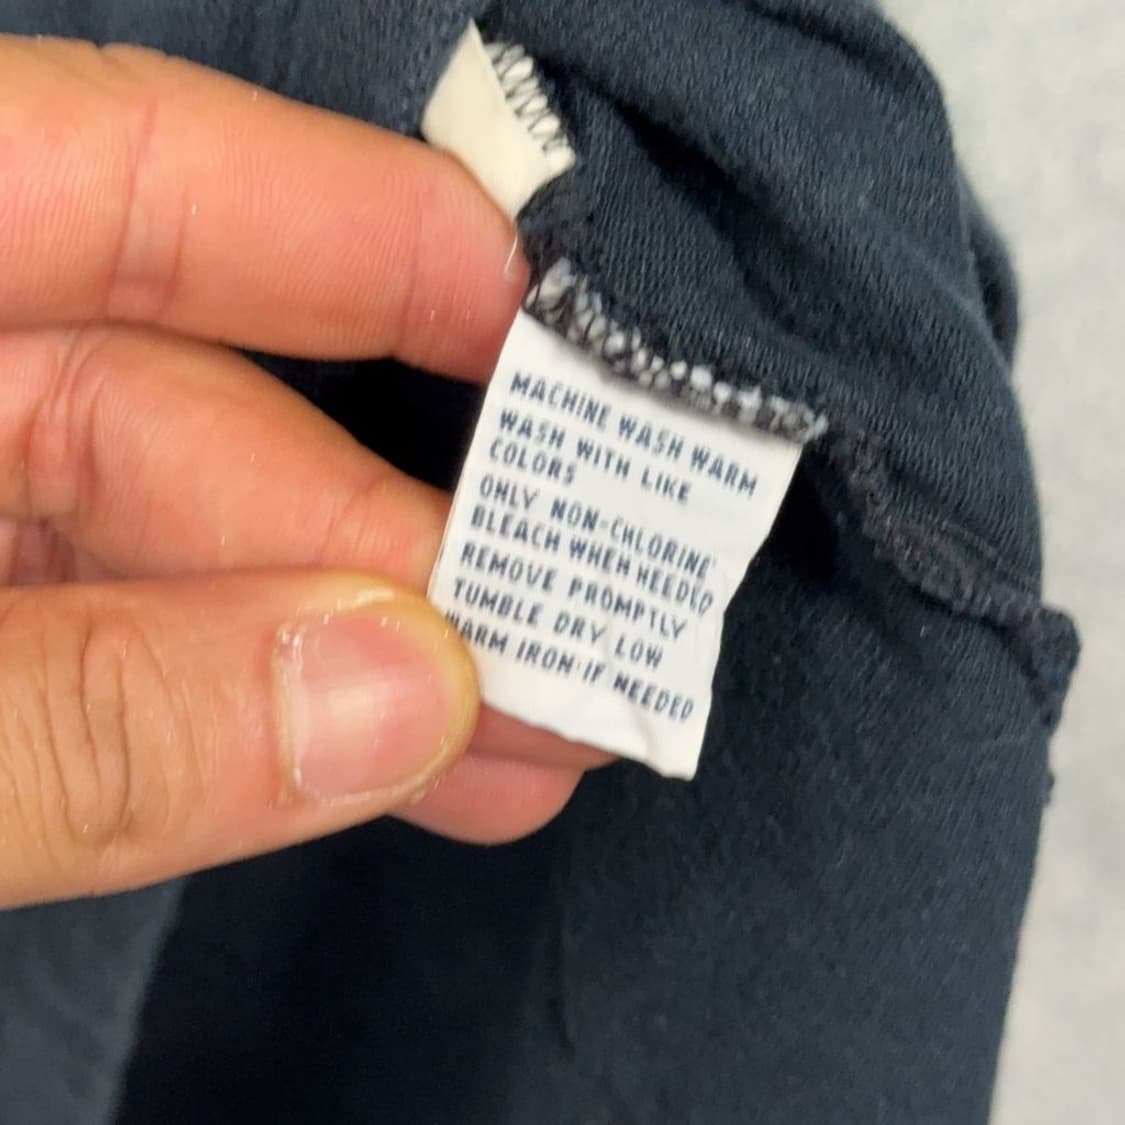 MACHINE WASH WARM
WASH WITH LIKE
COLORS
ONLY NON-CHLORINE
BLEACH WHEN NEEDED
REMOVE PROMPTLY
TUMBLE DRY LOW
WARM IRON IF NEEDED